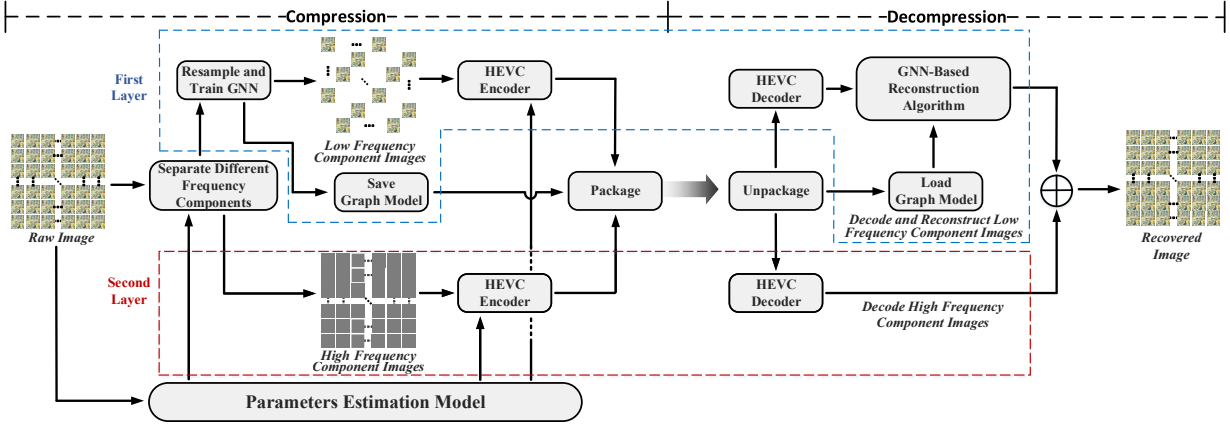 Compression
Decompression
First
Layer
Resample and
Train GNN
Low Frequency
Component Images
HEVC
Encoder
HEVC
Decoder
GNN-Based
Reconstruction
Algorithm
Raw Image
Separate Different
Frequency
Components
Save
Graph Model
Package
Unpackage
Load
Graph Model
Decode and Reconstruct Low
Frequency Component Images
Recovered
Image
Second
Layer
High Frequency
Component Images
HEVC
Encoder
HEVC
Decoder
Decode High Frequency
Component Images
Parameters Estimation Model